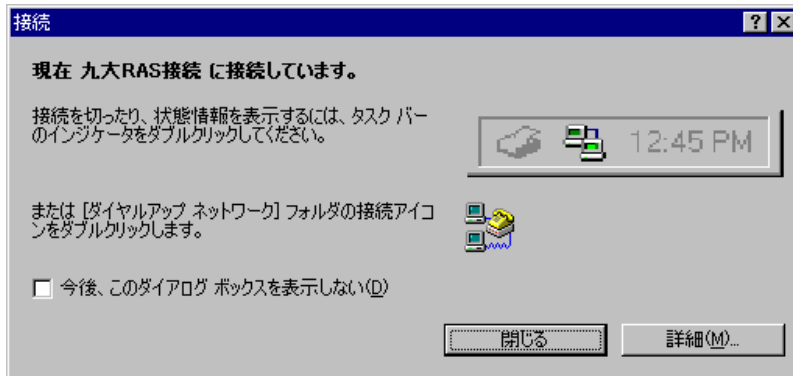 接続
現在 九大RAS接続 に接続しています。
接続を切ったり、状態情報を表示するには、タスク バー
のインジケータをダブルクリックしてください。
12:45 PM
または [ダイヤルアップ ネットワーク] フォルダの接続アイコ
ンをダブルクリックします。
今後、このダイアログ ボックスを表示しない(D)
閉じる
詳細(M)...